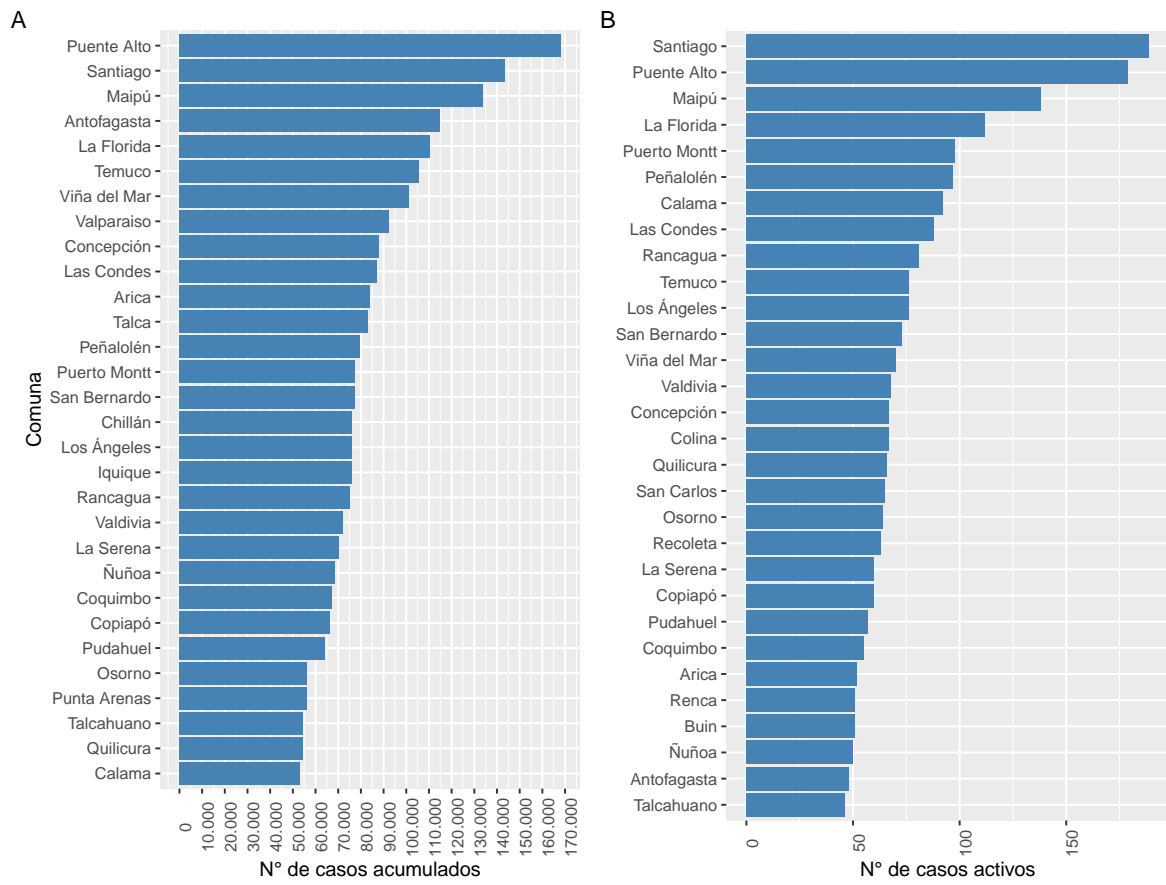 A
Puente Alto
Santiago
Maipú
Antofagasta
La Florida
Temuco
Viña del Mar
Valparaiso
Concepción
Las Condes
Arica
Talca
Peñalolén
Puerto Montt
San Bernardo
Chillán
Los Ángeles
Iquique
Rancagua
Valdivia
La Serena
Ñuñoa
Coquimbo
Copiapó
Pudahuel
Osorno
Punta Arenas
Talcahuano
Quilicura
Calama
Comuna
0
10.000
20.000
30.000
40.000
50.000
60.000
70.000
80.000
90.000
100.000
110.000
120.000
130.000
140.000
150.000
160.000
170.000
N° de casos acumulados
B
Santiago
Puente Alto
Maipú
La Florida
Puerto Montt
Peñalolén
Calama
Las Condes
Rancagua
Temuco
Los Ángeles
San Bernardo
Viña del Mar
Valdivia
Concepción
Colina
Quilicura
San Carlos
Osorno
Recoleta
La Serena
Copiapó
Pudahuel
Coquimbo
Arica
Renca
Buin
Ñuñoa
Antofagasta
Talcahuano
0
50
100
150
N° de casos activos